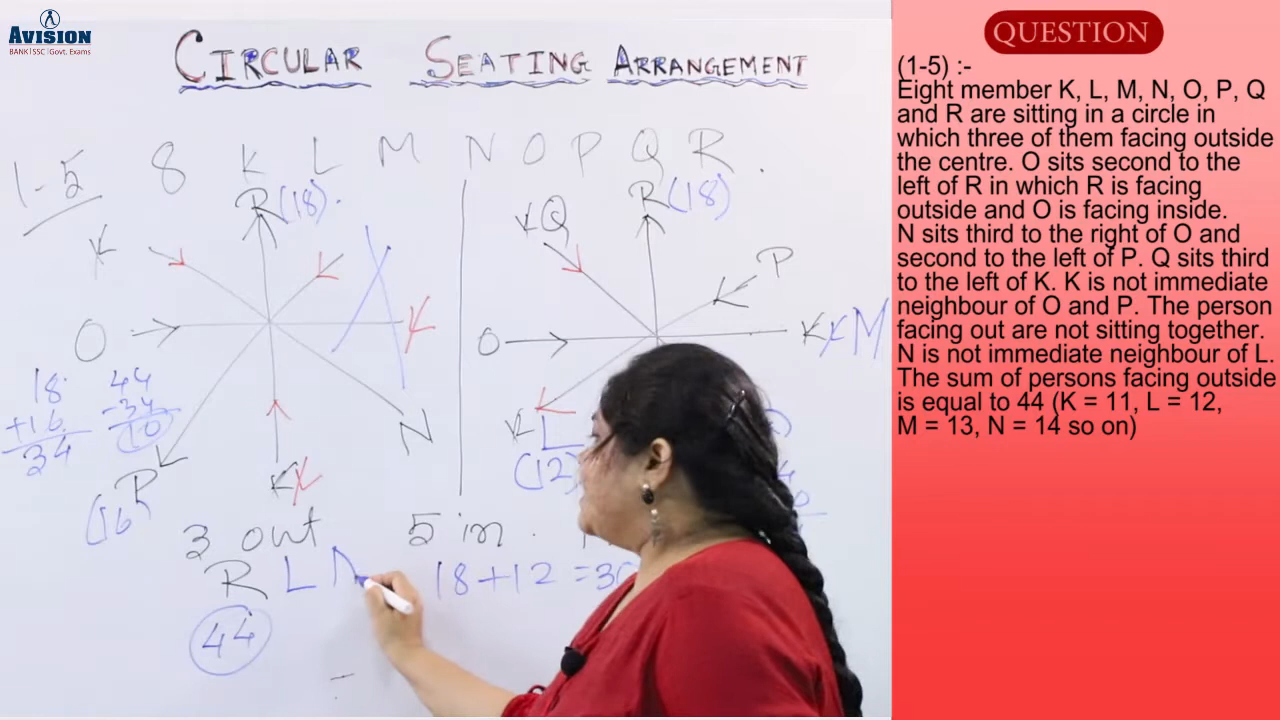 AVISION
BANK|SSC|Govt. Exams
CIRCULAR SEATING ARRANGEMENT
1-5 8 K L M N O P Q R.
R(18).
K
O
K
N
K
P
(16)
18
+16
34
44
-34
10
R(18)
KQ
P
O
K M
K L
(12)
3 out 5 in.
R L
18+12=30
44
QUESTION
(1-5) :-
Eight member K, L, M, N, O, P, Q
and R are sitting in a circle in
which three of them facing outside
the centre. O sits second to the
left of R in which R is facing
outside and O is facing inside.
N sits third to the right of O and
second to the left of P. Q sits third
to the left of K. K is not immediate
neighbour of O and P. The person
facing out are not sitting together.
N is not immediate neighbour of L.
The sum of persons facing outside
is equal to 44 (K = 11, L = 12,
M = 13, N = 14 so on)